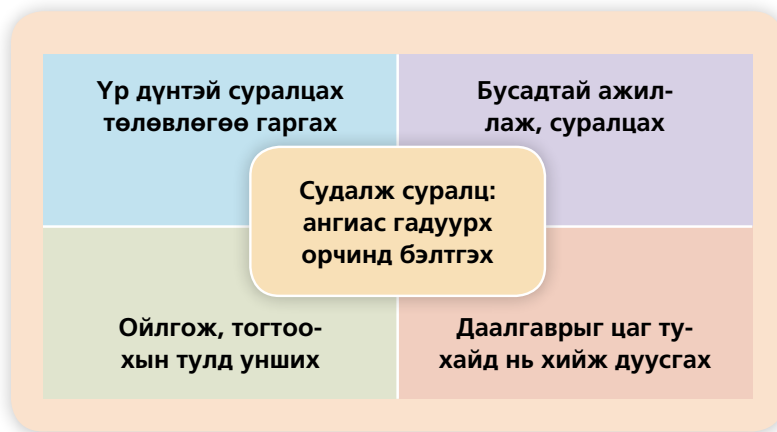 Үр дүнтэй суралцах
төлөвлөгөө гаргах
Бусадтай ажил-
лаж, суралцах
Судалж суралц:
ангиас гадуурх
орчинд бэлтгэх
Ойлгож, тогтоо-
хын тулд унших
Даалгаврыг цаг ту-
хайд нь хийж дуусгах